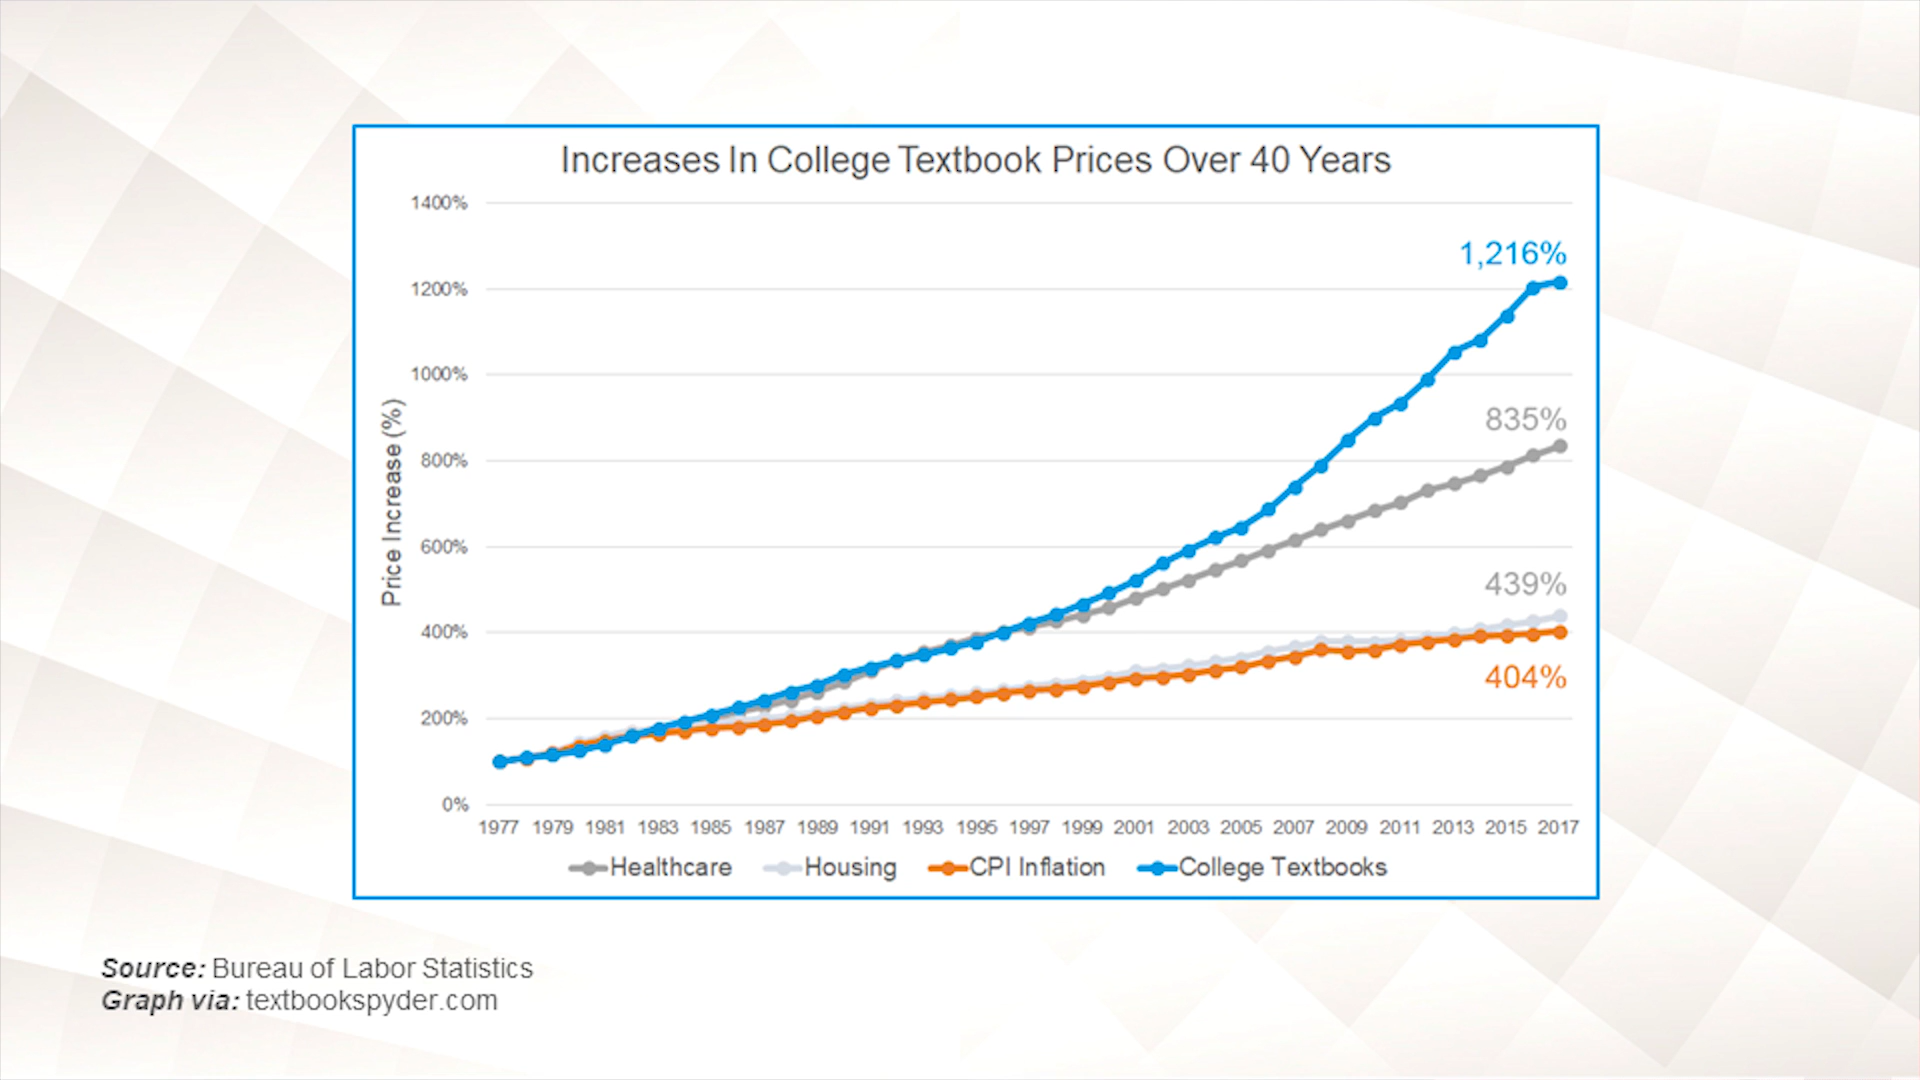 Increases In College Textbook Prices Over 40 Years
1400%
1,216%
1200%
1000%
835%
800%
Price Increase (%)
600%
439%
400%
404%
200%
0%
1977 1979 1981 1983 1985 1987 1989 1991 1993 1995 1997 1999 2001 2003 2005 2007 2009 2011 2013 2015 2017
Healthcare Housing CPI Inflation College Textbooks
Source: Bureau of Labor Statistics
Graph via: textbookspyder.com